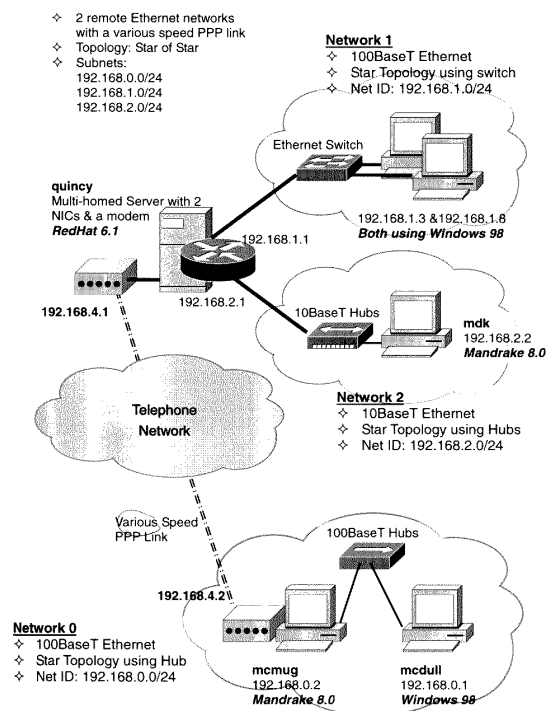 ✧ 2 remote Ethernet networks
with a various speed PPP link
✧ Topology: Star of Star
✧ Subnets:
192.168.0.0/24
192.168.1.0/24
192.168.2.0/24
Network 1
✧ 100BaseT Ethernet
✧ Star Topology using switch
✧ Net ID: 192.168.1.0/24
Ethernet Switch
192.168.1.3 &192.168.1.8
Both using Windows 98
quincy
Multi-homed Server with 2
NICs & a modem
RedHat 6.1
192.168.1.1
192.168.2.1
192.168.4.1
10BaseT Hubs
mdk
192.168.2.2
Mandrake 8.0
Network 2
✧ 10BaseT Ethernet
✧ Star Topology using Hubs
✧ Net ID: 192.168.2.0/24
Telephone
Network
Various Speed
PPP Link
192.168.4.2
100BaseT Hubs
Network 0
✧ 100BaseT Ethernet
✧ Star Topology using Hub
✧ Net ID: 192.168.0.0/24
mcmug
192.168.0.2
Mandrake 8.0
mcdull
192.168.0.1
Windows 98